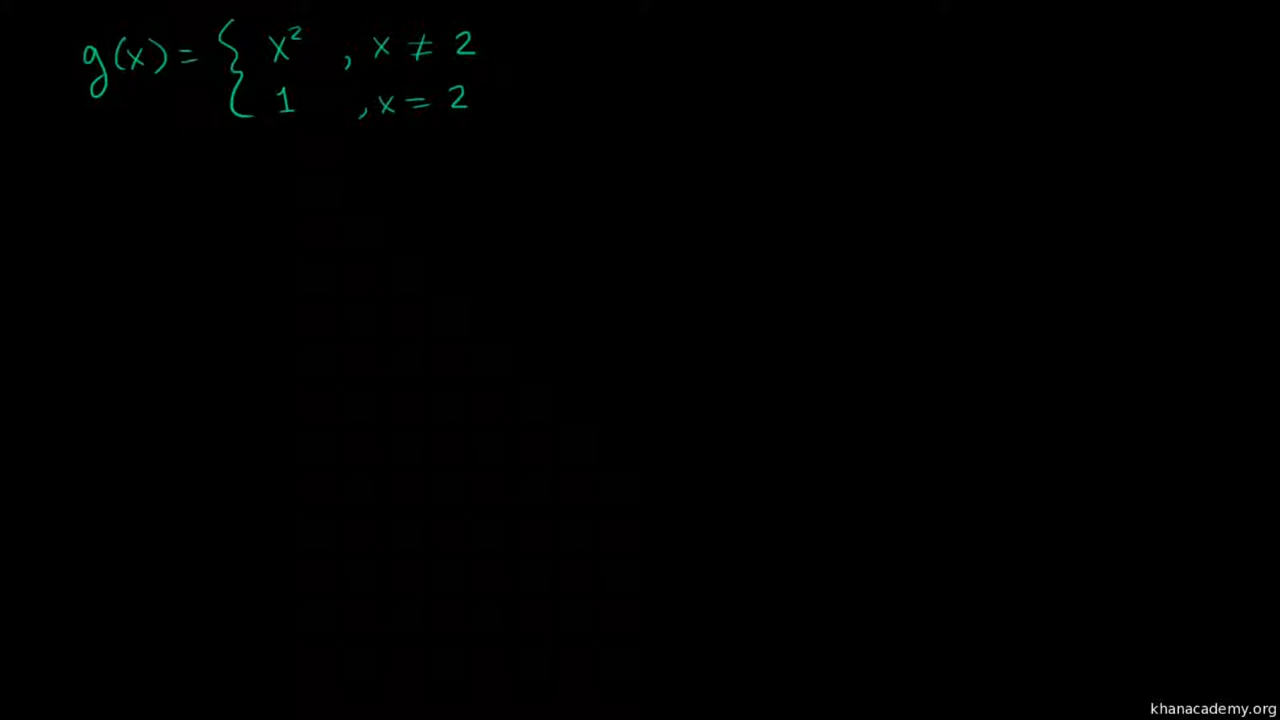 g(x) = { x² , x ≠ 2
1 , x = 2
khanacademy.org